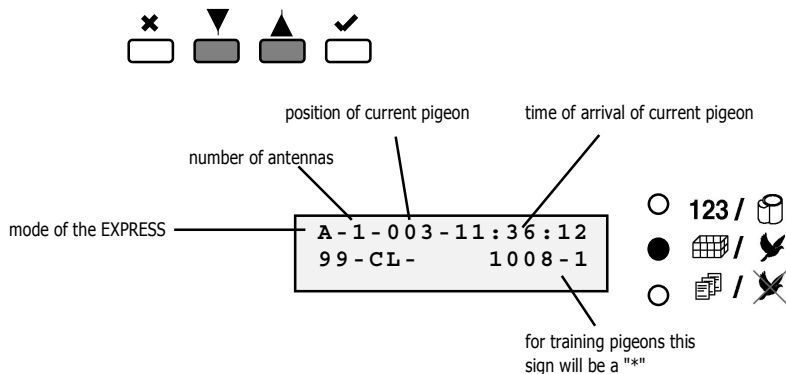 position of current pigeon
time of arrival of current pigeon
number of antennas
mode of the EXPRESS
A-1-003-11:36:12
99-CL- 1008-1
123 /
/
/
for training pigeons this
sign will be a "*"